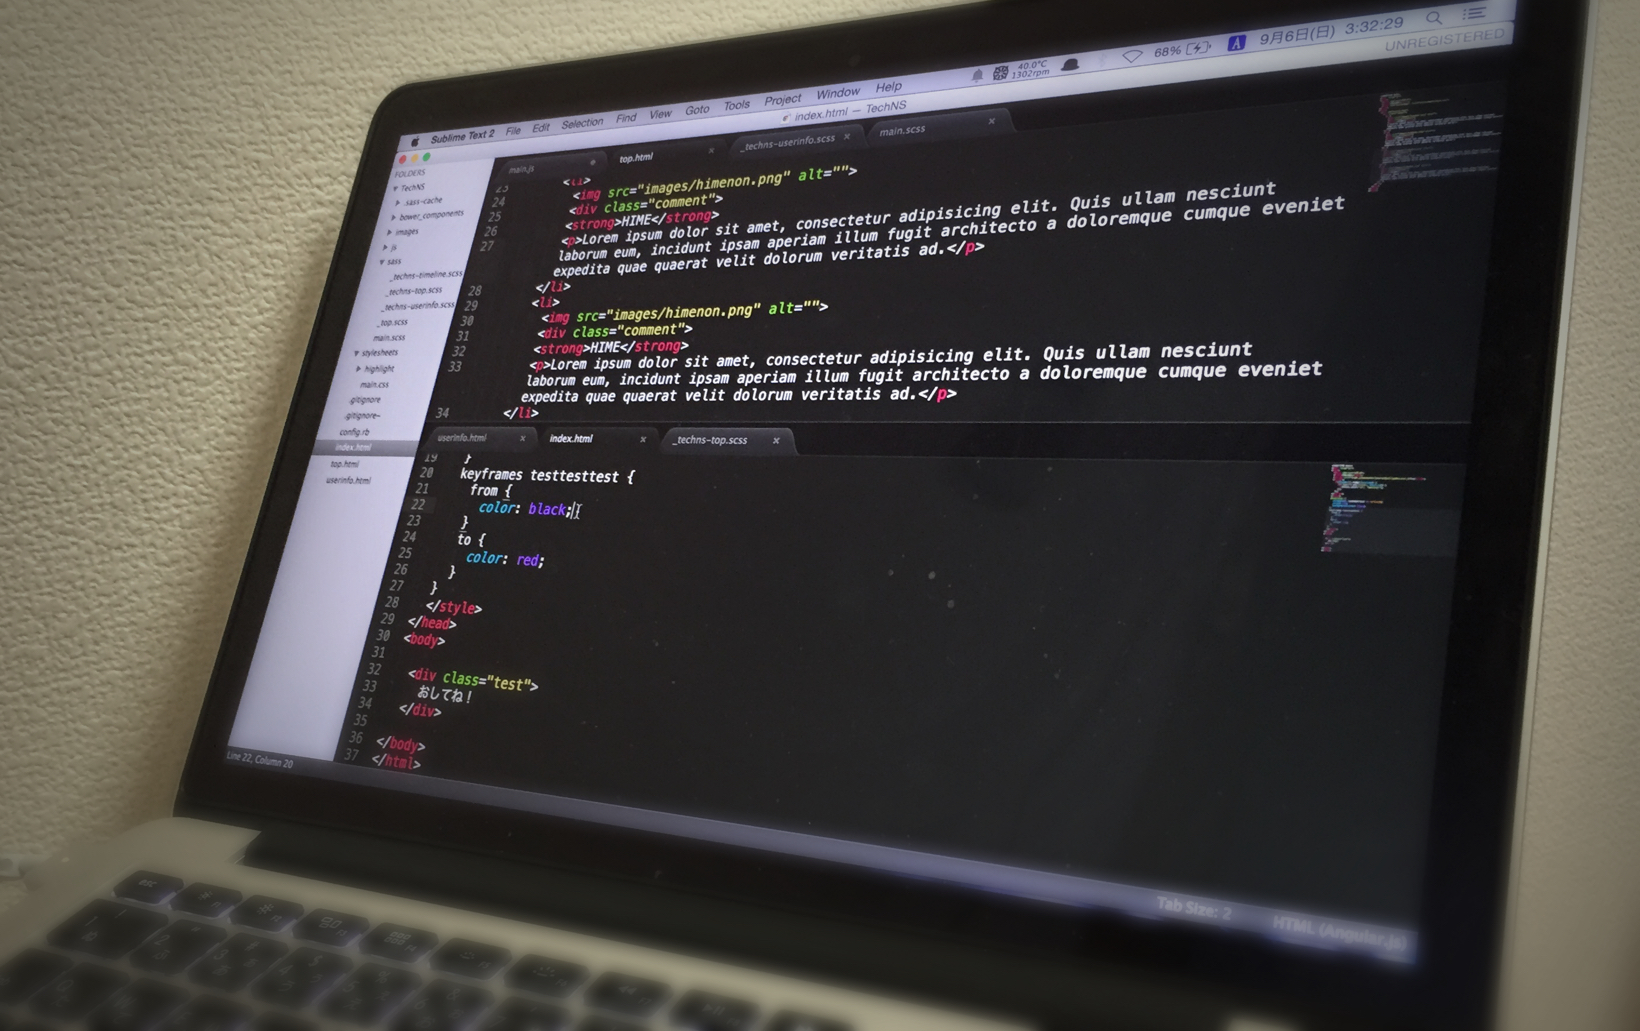 Sublime Text 2 File Edit Selection Find View Goto Tools Project Window Help 40.0°C 1302rpm 68% A 9月6日(日) 3:32:29
index.html — TechNS UNREGISTERED
FOLDERS
TechNS
.sass-cache
bower_components
images
js
sass
_techns-timeline.scss
_techns-top.scss
_techns-userinfo.scss
_top.scss
main.scss
stylesheets
highlight
main.css
.gitignore
.gitignore~
config.rb
index.html
top.html
userinfo.html
main.js top.html _techns-userinfo.scss main.scss
23 <li>
24 <img src="images/himenon.png" alt="">
25 <div class="comment">
26 <strong>HIME</strong>
27 <p>Lorem ipsum dolor sit amet, consectetur adipisicing elit. Quis ullam nesciunt
laborum eum, incidunt ipsam aperiam illum fugit architecto a doloremque cumque eveniet
expedita quae quaerat velit dolorum veritatis ad.</p>
28 </li>
29 <li>
30 <img src="images/himenon.png" alt="">
31 <div class="comment">
32 <strong>HIME</strong>
33 <p>Lorem ipsum dolor sit amet, consectetur adipisicing elit. Quis ullam nesciunt
laborum eum, incidunt ipsam aperiam illum fugit architecto a doloremque cumque eveniet
expedita quae quaerat velit dolorum veritatis ad.</p>
34 </li>
userinfo.html index.html _techns-top.scss
19 }
20 keyframes testtesttest {
21 from {
22 color: black;
23 }
24 to {
25 color: red;
26 }
27 }
28 </style>
29 </head>
30 <body>
31
32 <div class="test">
33 おしてね！
34 </div>
35
36 </body>
37 </html>
Line 22, Column 20
Tab Size: 2 HTML (Angular.js)
esc